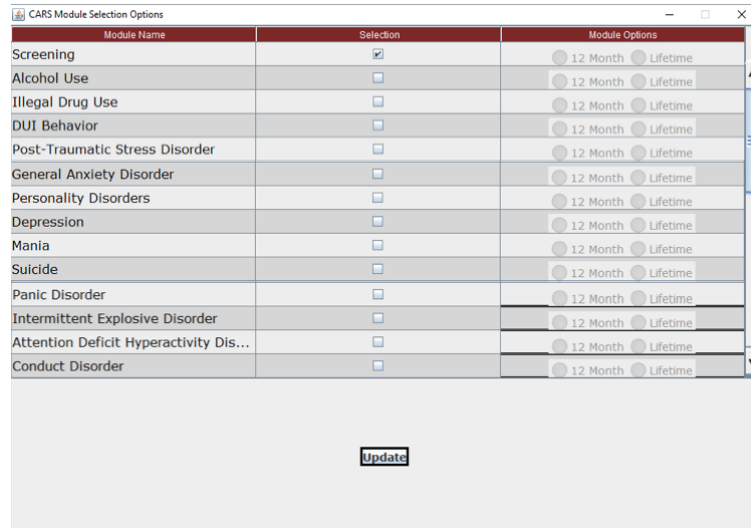 CARS Module Selection Options
Module Name Selection Module Options
Screening 12 Month Lifetime
Alcohol Use 12 Month Lifetime
Illegal Drug Use 12 Month Lifetime
DUI Behavior 12 Month Lifetime
Post-Traumatic Stress Disorder 12 Month Lifetime
General Anxiety Disorder 12 Month Lifetime
Personality Disorders 12 Month Lifetime
Depression 12 Month Lifetime
Mania 12 Month Lifetime
Suicide 12 Month Lifetime
Panic Disorder 12 Month Lifetime
Intermittent Explosive Disorder 12 Month Lifetime
Attention Deficit Hyperactivity Dis... 12 Month Lifetime
Conduct Disorder 12 Month Lifetime
Update